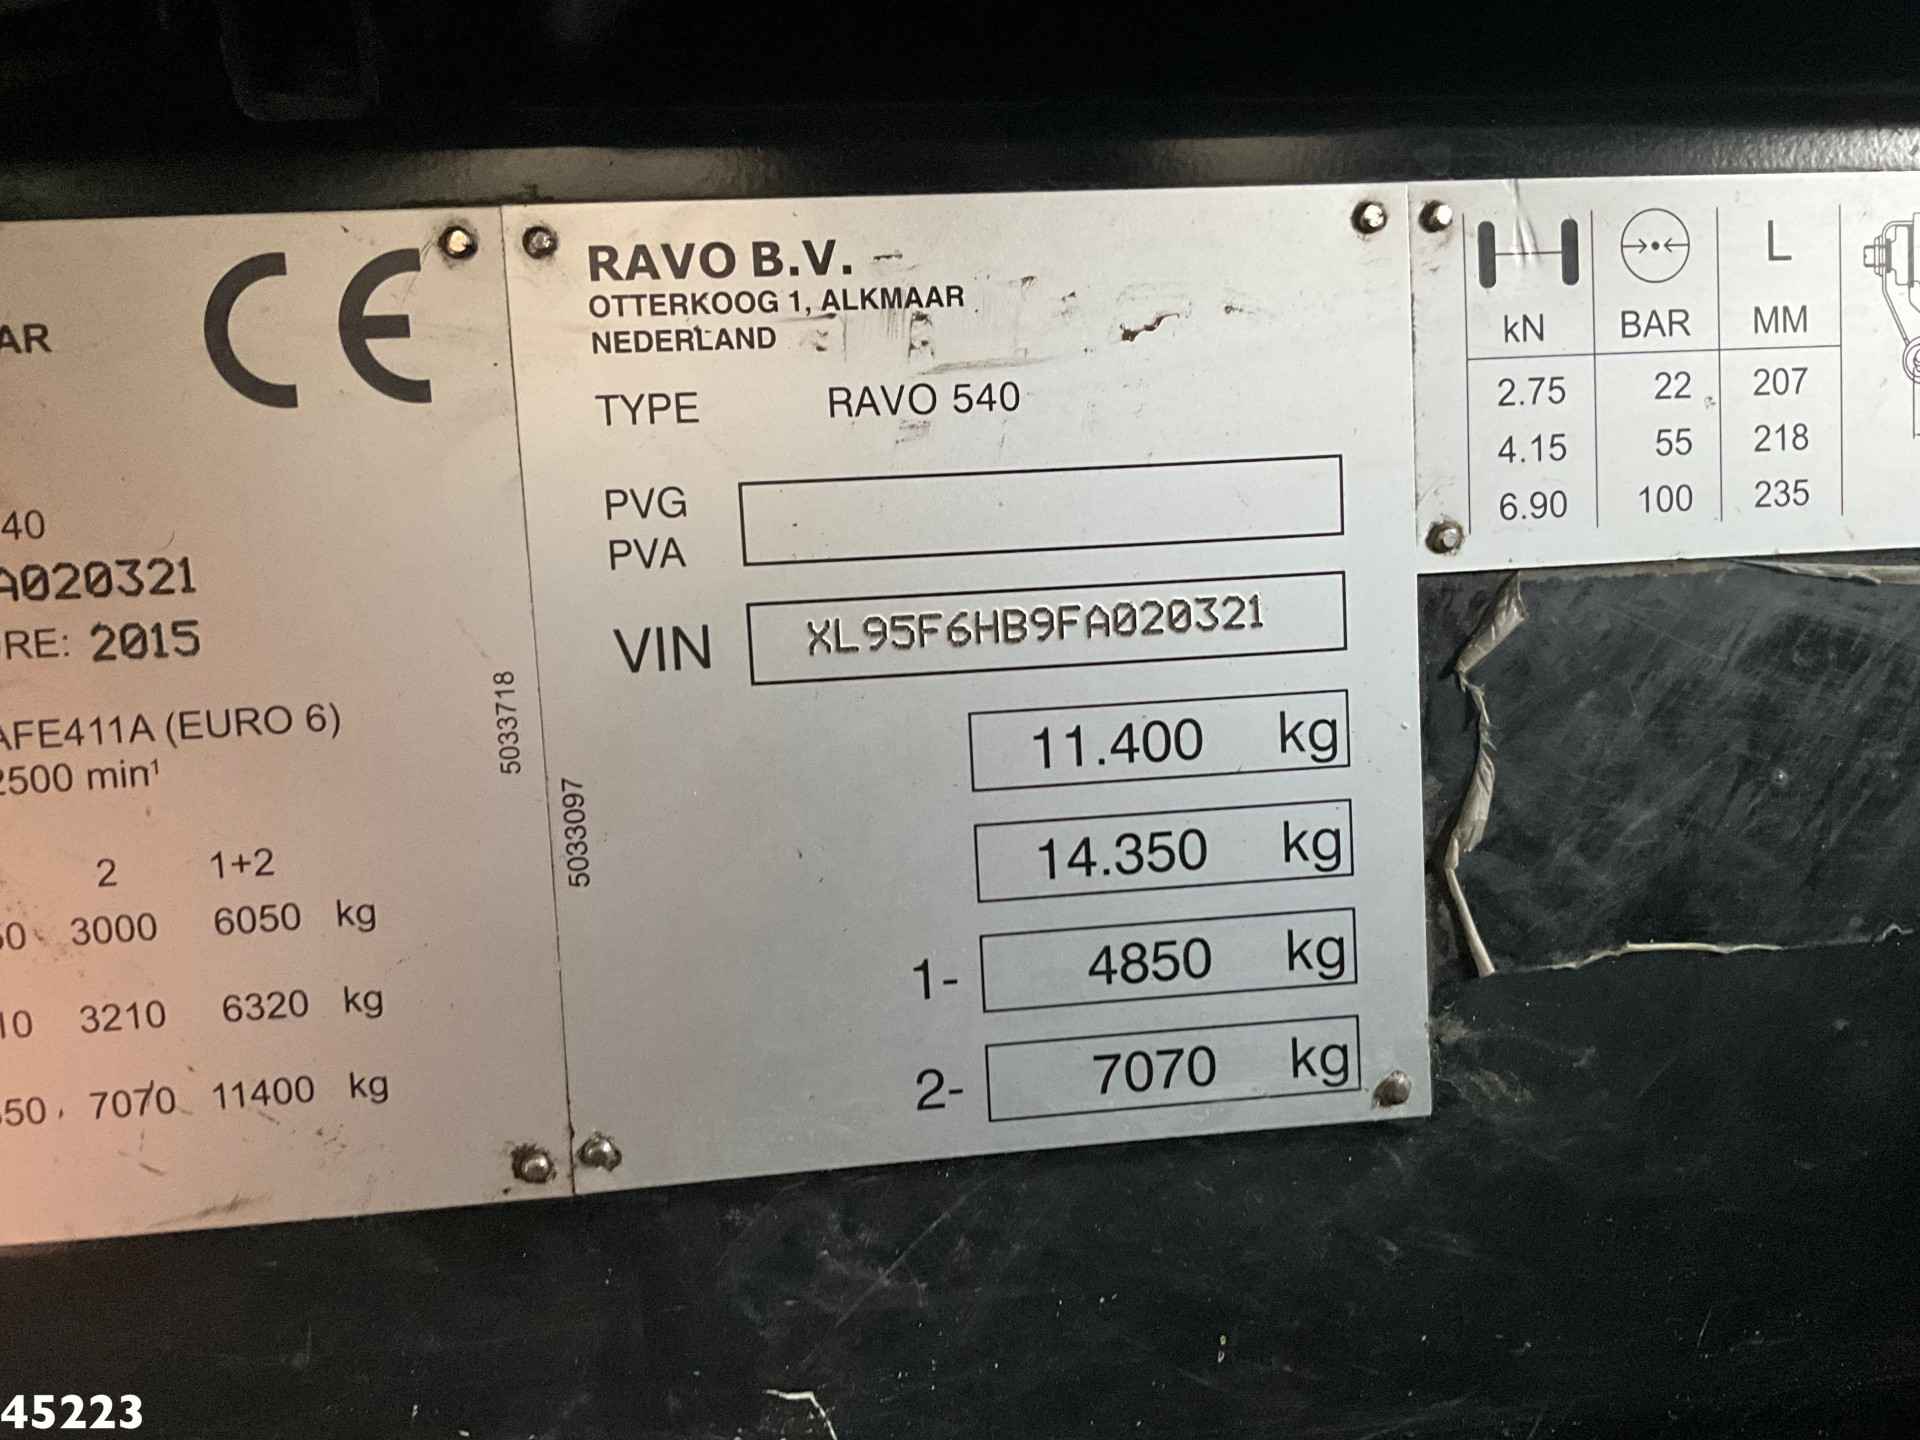 CE
AR
40
A020321
RE: 2015
AFE411A (EURO 6)
2500 min¹
2 1+2
50 3000 6050 kg
10 3210 6320 kg
50 7070 11400 kg
5033718
RAVO B.V.
OTTERKOOG 1, ALKMAAR
NEDERLAND
TYPE RAVO 540
PVG
PVA
VIN XL95F6HB9FA020321
11.400 kg
14.350 kg
1- 4850 kg
2- 7070 kg
5033097
L
kN BAR MM
2.75 22 207
4.15 55 218
6.90 100 235
45223